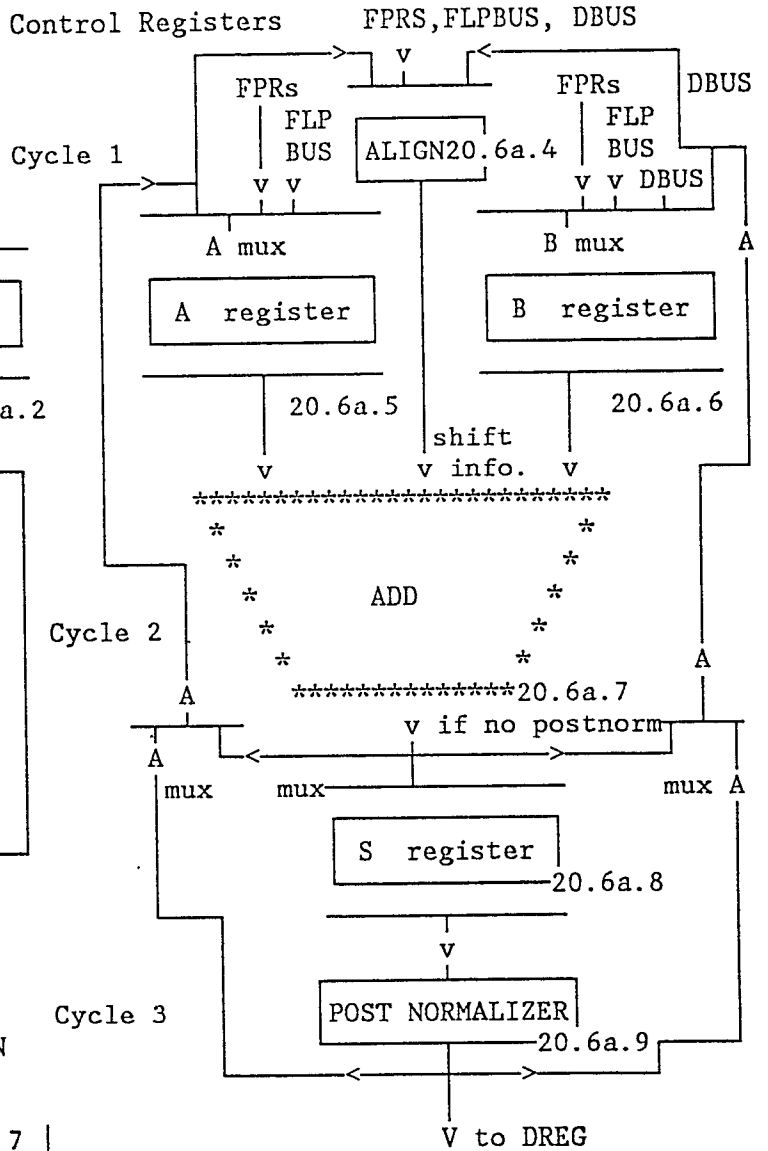 Control Registers FPRS,FLPBUS, DBUS
v
FPRs FPRs DBUS
FLP FLP
Cycle 1 BUS ALIGN20.6a.4 BUS
v v v v DBUS
A mux B mux A
A register B register
a.2 20.6a.5 20.6a.6
shift
v v info. v
ADD
Cycle 2
A
A 20.6a.7
v if no postnorm
A
mux mux mux A
S register
20.6a.8
v
Cycle 3 POST NORMALIZER
N 20.6a.9
7 | V to DREG